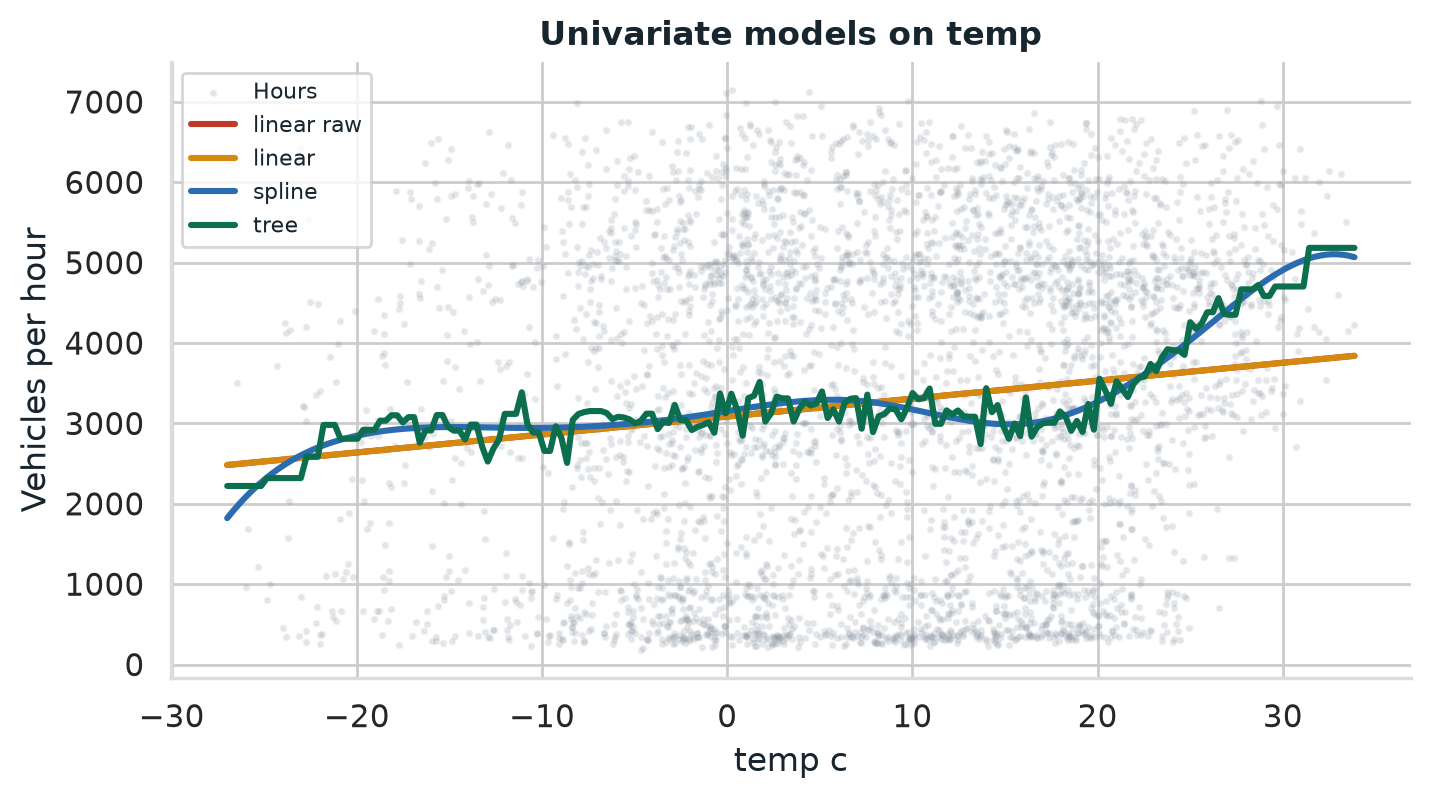 Univariate models on temp
Hours
linear raw
linear
spline
tree
Vehicles per hour
7000
6000
5000
4000
3000
2000
1000
0
−30
−20
−10
0
10
20
30
temp c